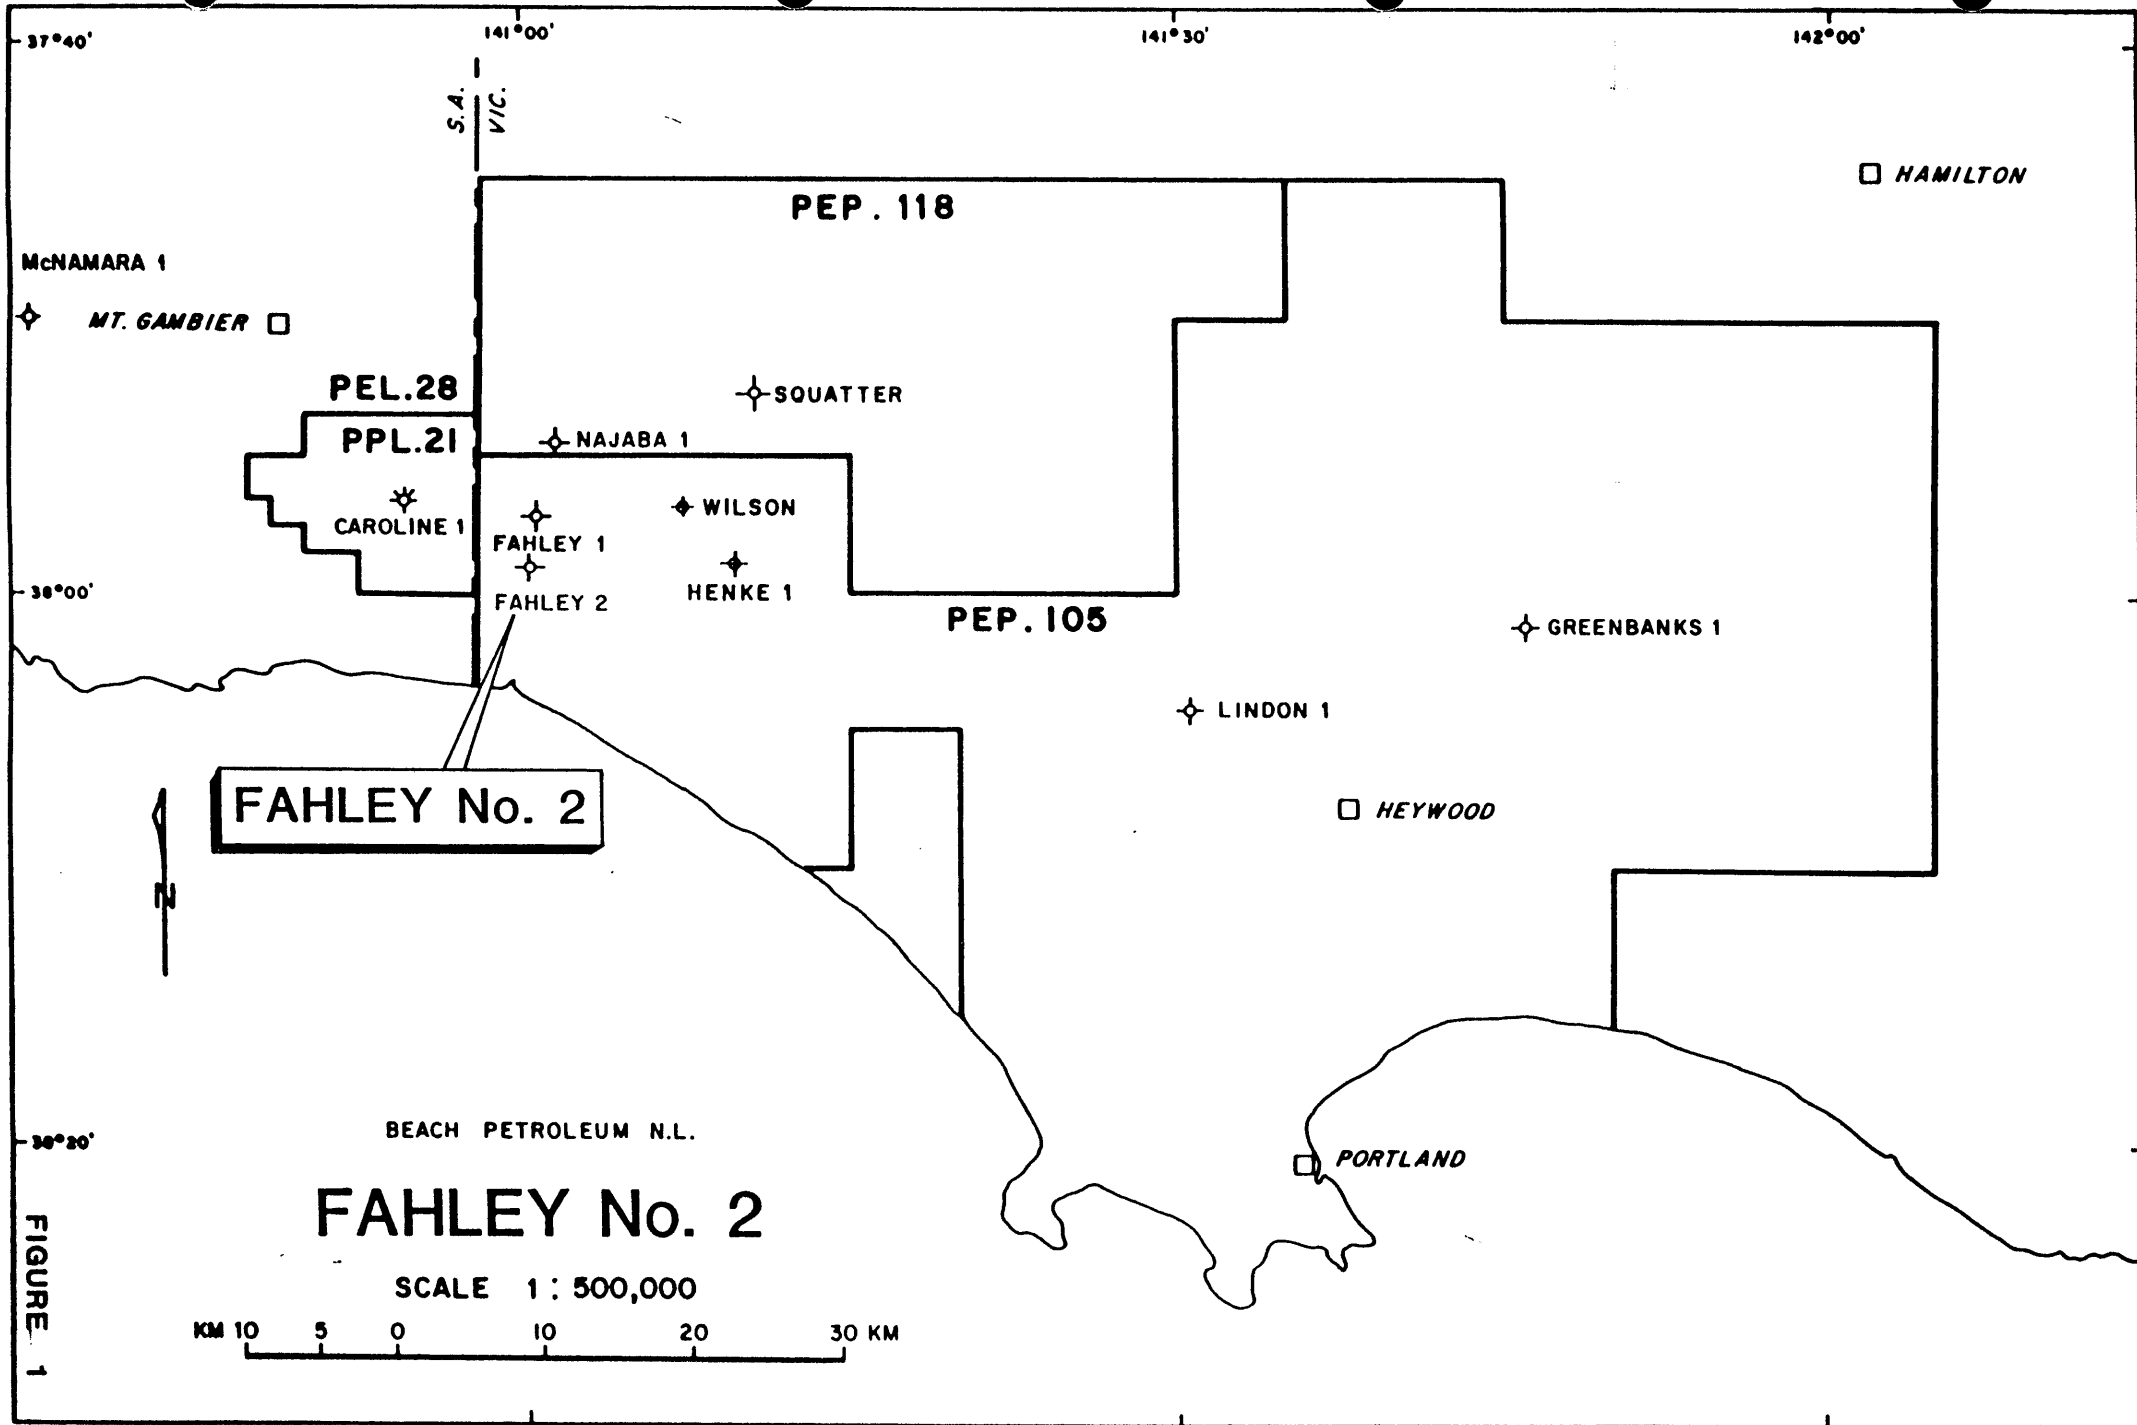 37°40'
141°00'
141°30'
142°00'
S.A.
VIC.
HAMILTON
PEP. 118
McNAMARA 1
MT. GAMBIER
PEL.28
SQUATTER
PPL.21
NAJABA 1
CAROLINE 1
WILSON
FAHLEY 1
HENKE 1
38°00'
FAHLEY 2
PEP. 105
GREENBANKS 1
LINDON 1
FAHLEY No. 2
HEYWOOD
N
BEACH PETROLEUM N.L.
38°20'
PORTLAND
FAHLEY No. 2
SCALE 1 : 500,000
KM 10 5 0 10 20 30 KM
FIGURE 1